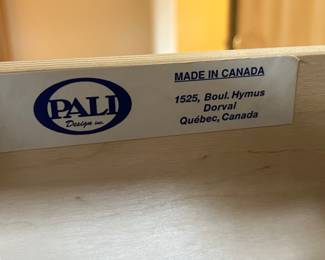 PALI
Design inc.
MADE IN CANADA
1525, Boul. Hymus
Dorval
Québec, Canada